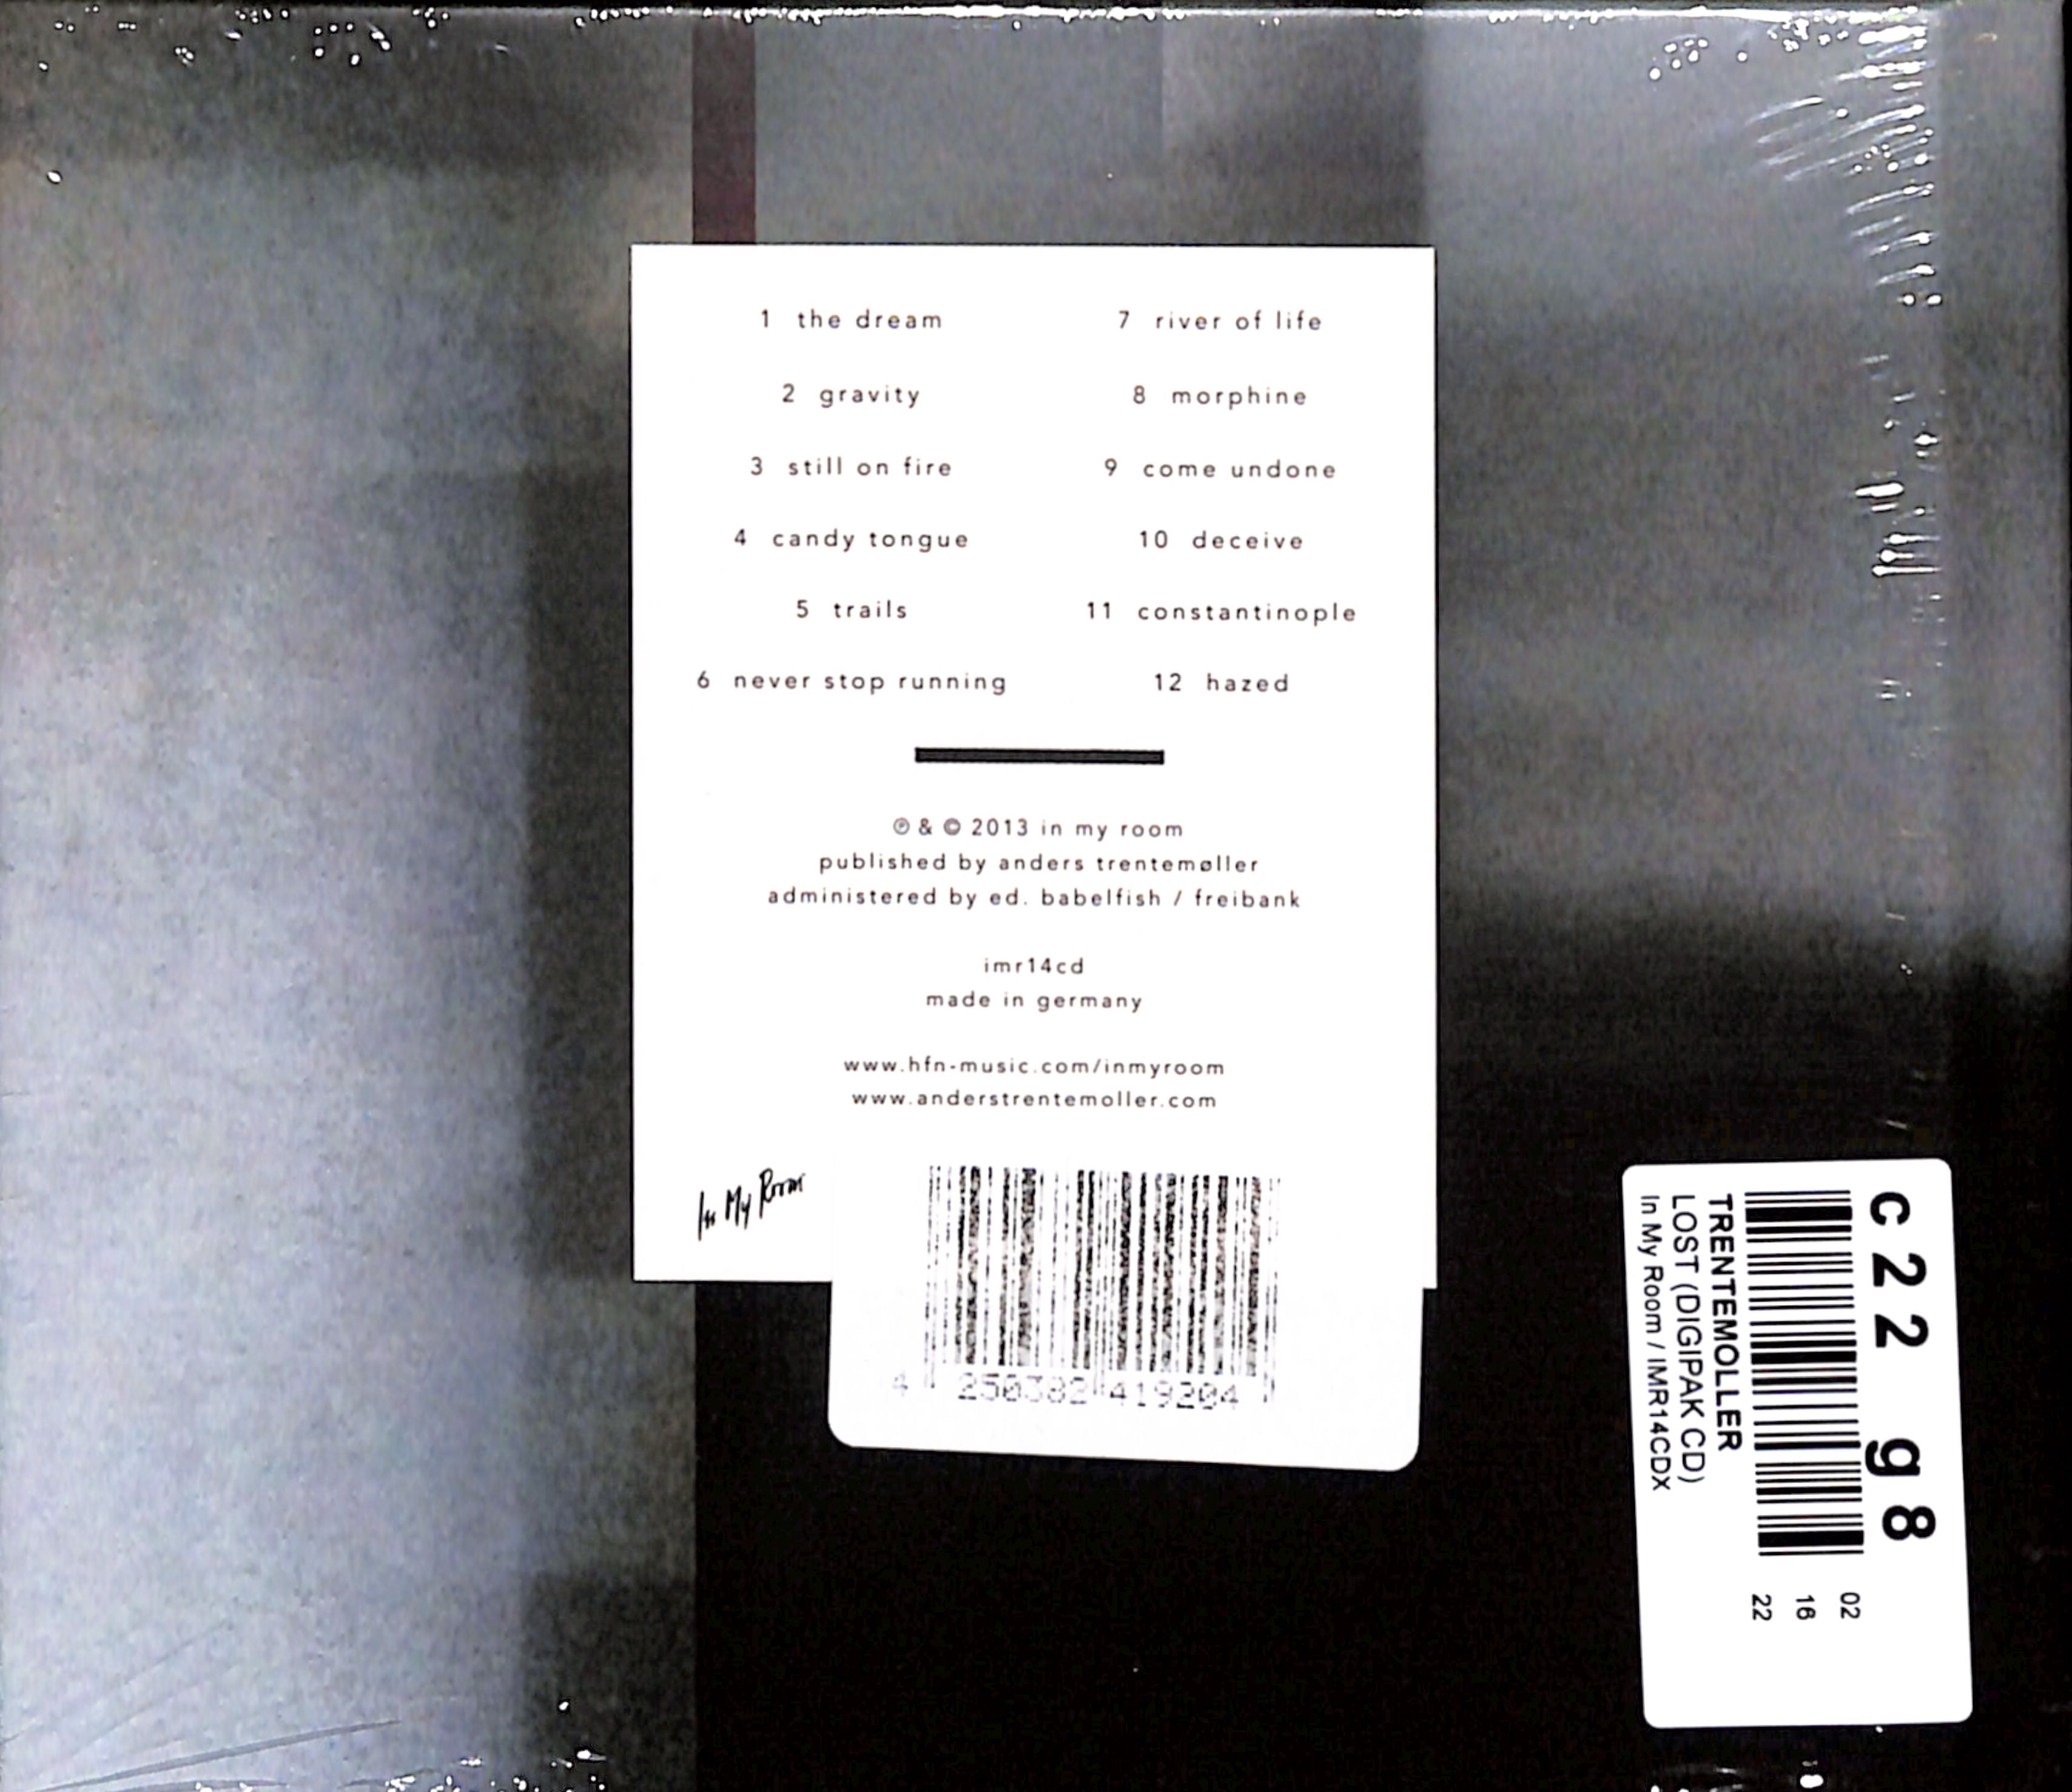 1 the dream
2 gravity
3 still on fire
4 candy tongue
5 trails
6 never stop running
7 river of life
8 morphine
9 come undone
10 deceive
11 constantinople
12 hazed
℗ & © 2013 in my room
published by anders trentemøller
administered by ed. babelfish / freibank
imr14cd
made in germany
www.hfn-music.com/inmyroom
www.anderstrentemoller.com
In My Room
4 250382 419204
c22 g8
02
16
22
TRENTEMOLLER
LOST (DIGIPAK CD)
In My Room / IMR14CDX